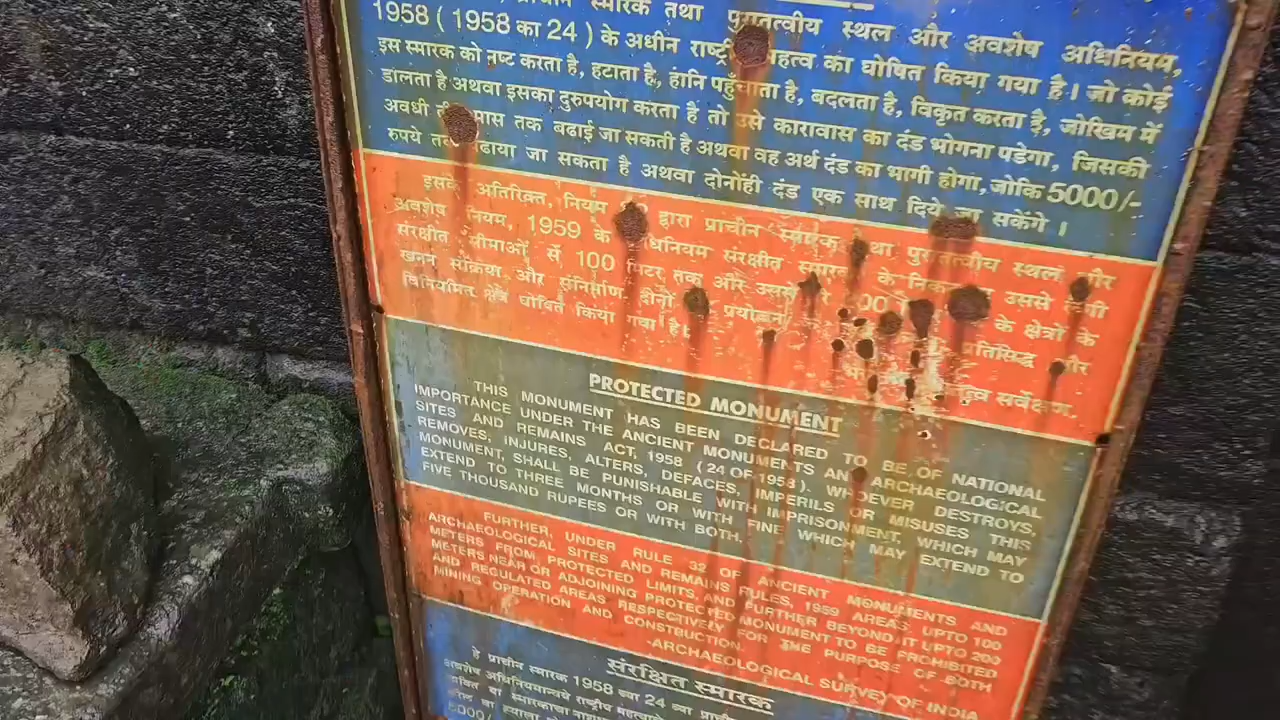 प्राचीन स्मारक तथा पुरातत्वीय स्थल और अवशेष अधिनियम,
1958 ( 1958 का 24 ) के अधीन राष्ट्री महत्व का घोषित किया गया है। जो कोई
इस स्मारक को नष्ट करता है, हटाता है, हानि पहुँचाता है, बदलता है, विकृत करता है, जोखिम में
डालता है अथवा इसका दुरुपयोग करता है तो उसे कारावास का दंड भोगना पडेगा, जिसकी
अवधी मास तक बढाई जा सकती है अथवा वह अर्थ दंड का भागी होगा, जोकि 5000/-
रुपये तक बढाया जा सकता है अथवा दोनोंही दंड एक साथ दिये जा सकेंगे ।
इसके अतिरिक्त, नियम द्वारा प्राचीन स्मारक तथा पुरातत्वीय स्थल और
अवशेष नियम, 1959 के संरक्षीत स्मारक के उससे लगी
संरक्षीत सीमाओं से 100 मिटर तक और उससे के क्षेत्रों के
खनन सक्रिया और संनिर्माण दोनों प्रयोजन प्रतिसिद्ध और
विनियमित क्षेत्र घोषित किया गया है।
सर्वेक्षण.
PROTECTED MONUMENT
THIS MONUMENT HAS BEEN DECLARED TO BE OF NATIONAL
IMPORTANCE UNDER THE ANCIENT MONUMENTS AND ARCHAEOLOGICAL
SITES AND REMAINS ACT, 1958 (24 OF 1958). WHOEVER DESTROYS,
REMOVES, INJURES, ALTERS, DEFACES, IMPERILS OR MISUSES THIS
MONUMENT, SHALL BE PUNISHABLE WITH IMPRISONMENT, WHICH MAY
EXTEND TO THREE MONTHS OR WITH FINE WHICH MAY EXTEND TO
FIVE THOUSAND RUPEES OR WITH BOTH.
FURTHER, UNDER RULE 32 OF ANCIENT MONUMENTS AND
ARCHAEOLOGICAL SITES AND REMAINS RULES, 1959 AREAS UPTO 100
METERS FROM PROTECTED LIMITS, AND FURTHER BEYOND IT UPTO 200
METERS NEAR OR ADJOINING PROTECTED MONUMENT TO BE PROHIBITED
AND REGULATED AREAS RESPECTIVELY FOR THE PURPOSE OF BOTH
MINING OPERATION AND CONSTRUCTION.
-ARCHAEOLOGICAL SURVEY OF INDIA
संरक्षित स्मारक
हे प्राचीन स्मारक 1958 च्या 24 व्या प्राचीन
अवशेष अधिनियमान्वये राष्ट्रीय महत्वाचे
5000/